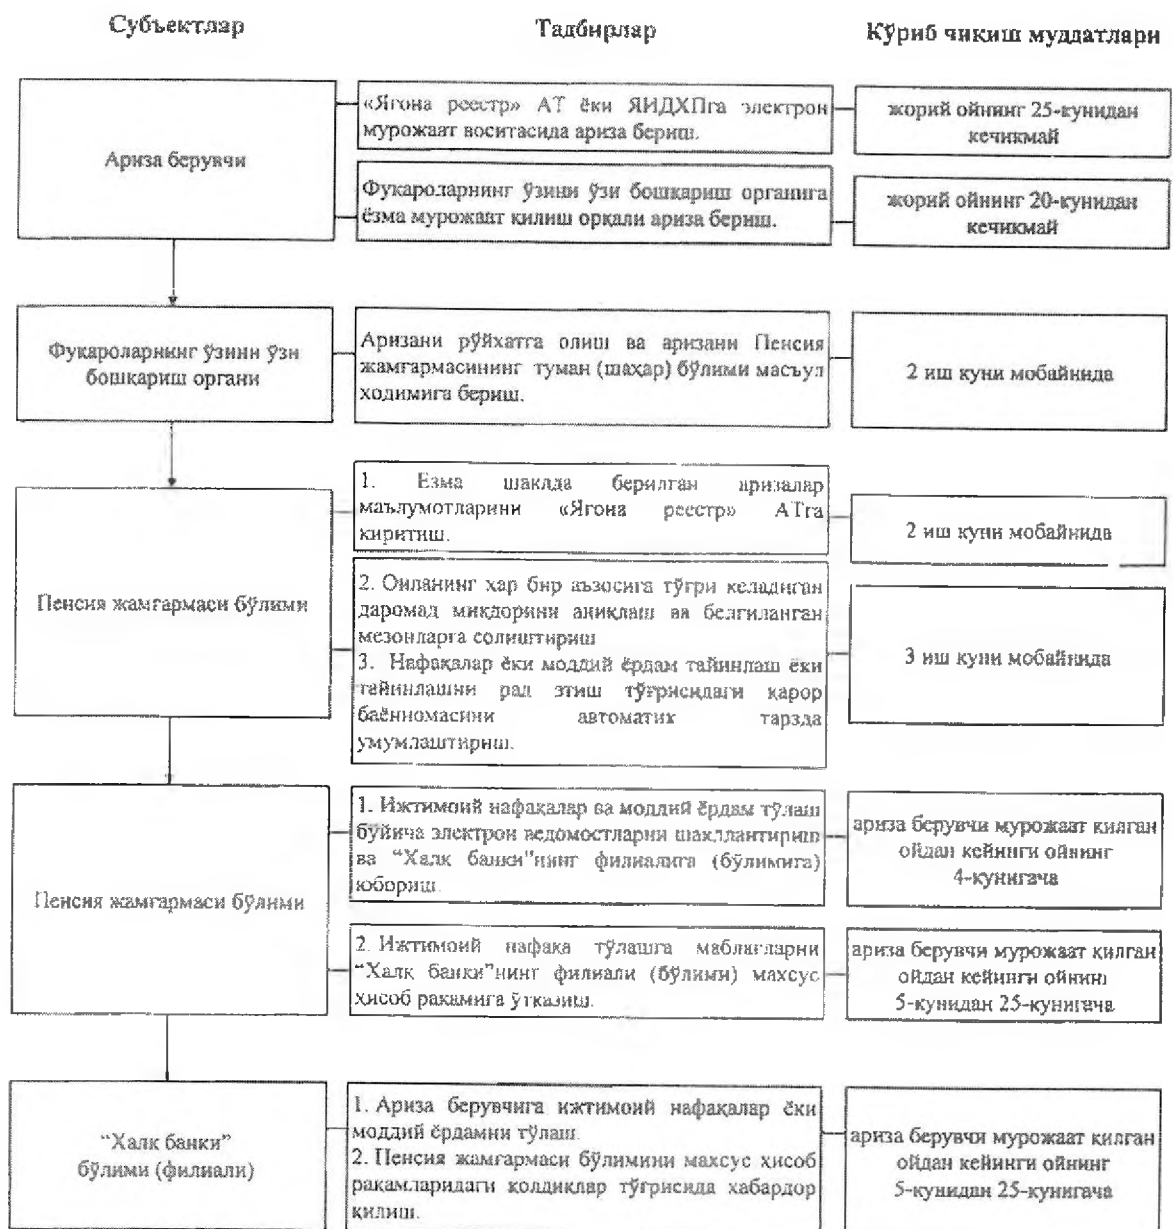 Субъектлар
Тадбирлар
Кўриб чиқиш муддатлари
Ариза берувчи
«Ягона реестр» АТ ёки ЯИДХПга электрон
мурожаат воситасида ариза бериш.
жорий ойнинг 25-кунидан
кечикмай
Фуқароларнинг ўзини ўзи бошқариш органига
ёзма мурожаат қилиш орқали ариза бериш.
жорий ойнинг 20-кунидан
кечикмай
Фуқароларнинг ўзини ўзи
бошқариш органи
Аризани рўйхатга олиш ва аризани Пенсия
жамғармасининг туман (шаҳар) бўлими масъул
ходимига бериш.
2 иш куни мобайнида
Пенсия жамғармаси бўлими
1. Ёзма шаклда берилган аризалар
маълумотларини «Ягона реестр» АТга
киритиш.
2 иш куни мобайнида
2. Оиланинг ҳар бир аъзосига тўғри келадиган
даромад миқдорини аниқлаш ва белгиланган
мезонларга солиштириш
3. Нафақалар ёки моддий ёрдам тайинлаш ёки
тайинлашни рад этиш тўғрисидаги қарор
баённомасини автоматик тарзда
умумлаштириш.
3 иш куни мобайнида
Пенсия жамғармаси бўлими
1. Ижтимоий нафақалар ва моддий ёрдам тўлаш
бўйича электрон ведомостларни шакллантириш
ва “Халқ банки”нинг филиалига (бўлимига)
юбориш.
ариза берувчи мурожаат қилган
ойдан кейинги ойнинг
4-кунигача
2. Ижтимоий нафақа тўлашга маблағларни
“Халқ банки”нинг филиали (бўлими) махсус
ҳисоб рақамига ўтказиш.
ариза берувчи мурожаат қилган
ойдан кейинги ойнинг
5-кунидан 25-кунигача
“Халқ банки”
бўлими (филиали)
1. Ариза берувчига ижтимоий нафақалар ёки
моддий ёрдамни тўлаш.
2. Пенсия жамғармаси бўлимини махсус ҳисоб
рақамларидаги қолдиқлар тўғрисида хабардор
қилиш.
ариза берувчи мурожаат қилган
ойдан кейинги ойнинг
5-кунидан 25-кунигача